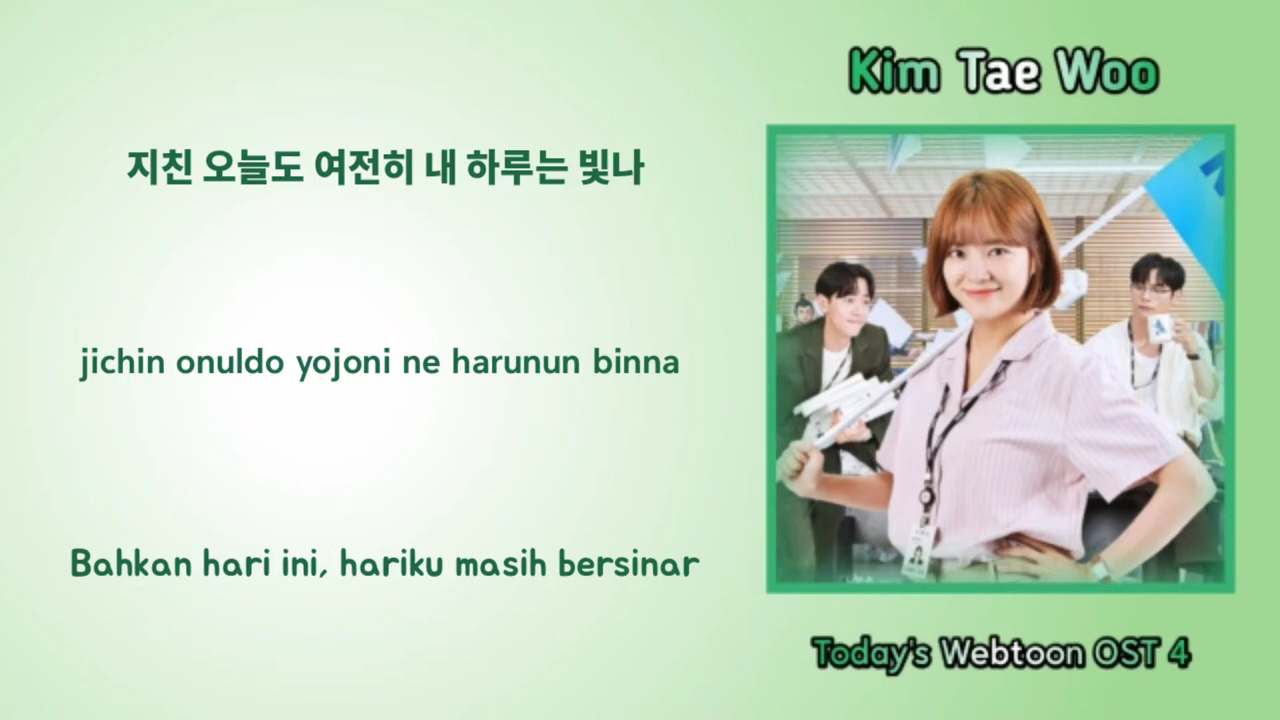 Kim Tae Woo
지친 오늘도 여전히 내 하루는 빛나
jichin onuldo yojoni ne harunun binna
Bahkan hari ini, hariku masih bersinar
Today's Webtoon OST 4